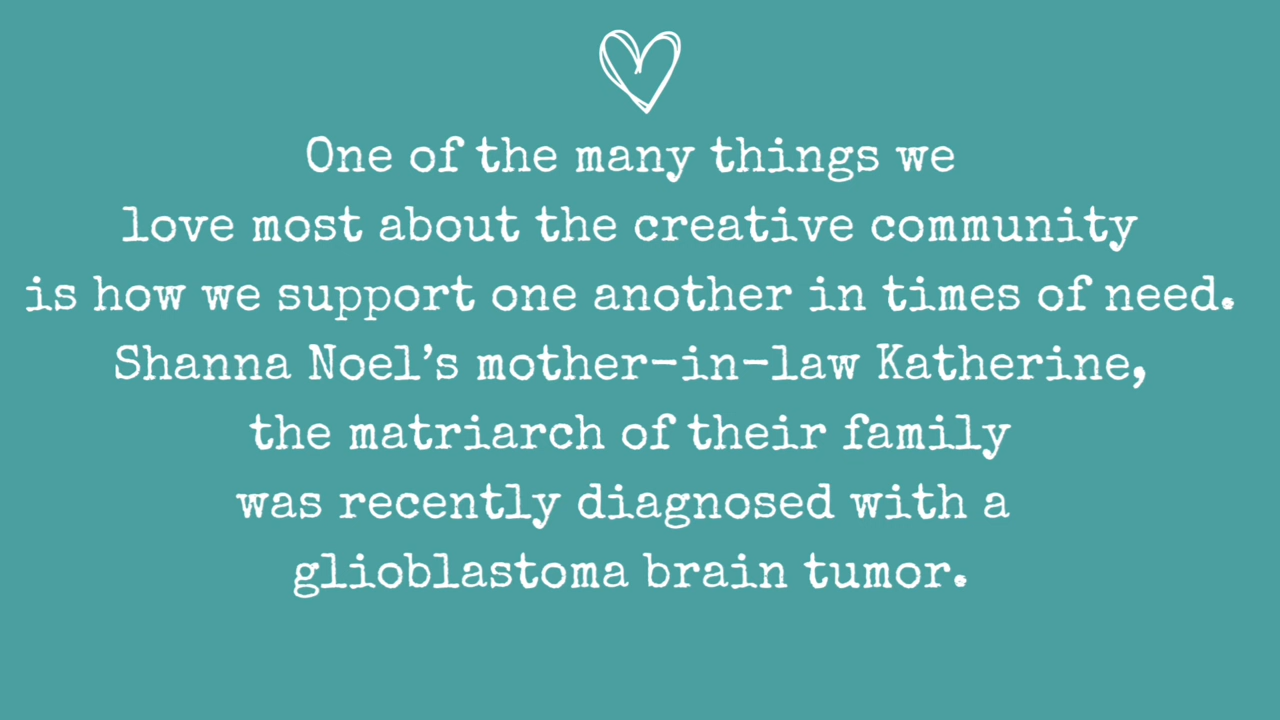 One of the many things we
love most about the creative community
is how we support one another in times of need.
Shanna Noel’s mother-in-law Katherine,
the matriarch of their family
was recently diagnosed with a
glioblastoma brain tumor.